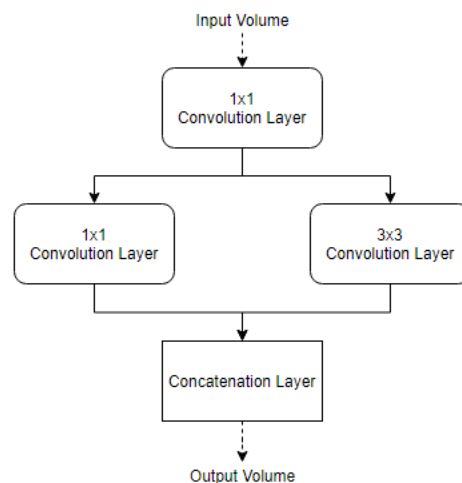 Input Volume
1x1
Convolution Layer
1x1
Convolution Layer
3x3
Convolution Layer
Concatenation Layer
Output Volume